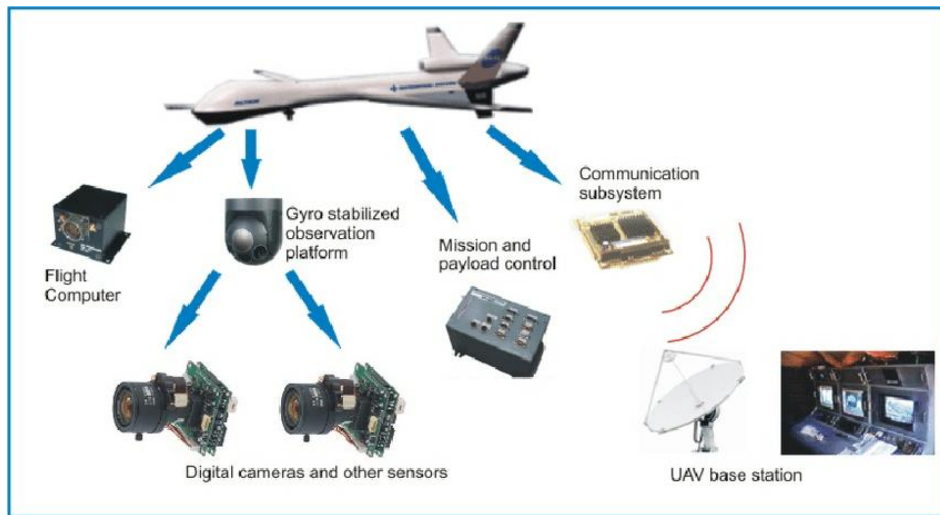 Communication
subsystem
Gyro stabilized
observation
platform
Mission and
payload control
Flight
Computer
Digital cameras and other sensors
UAV base station